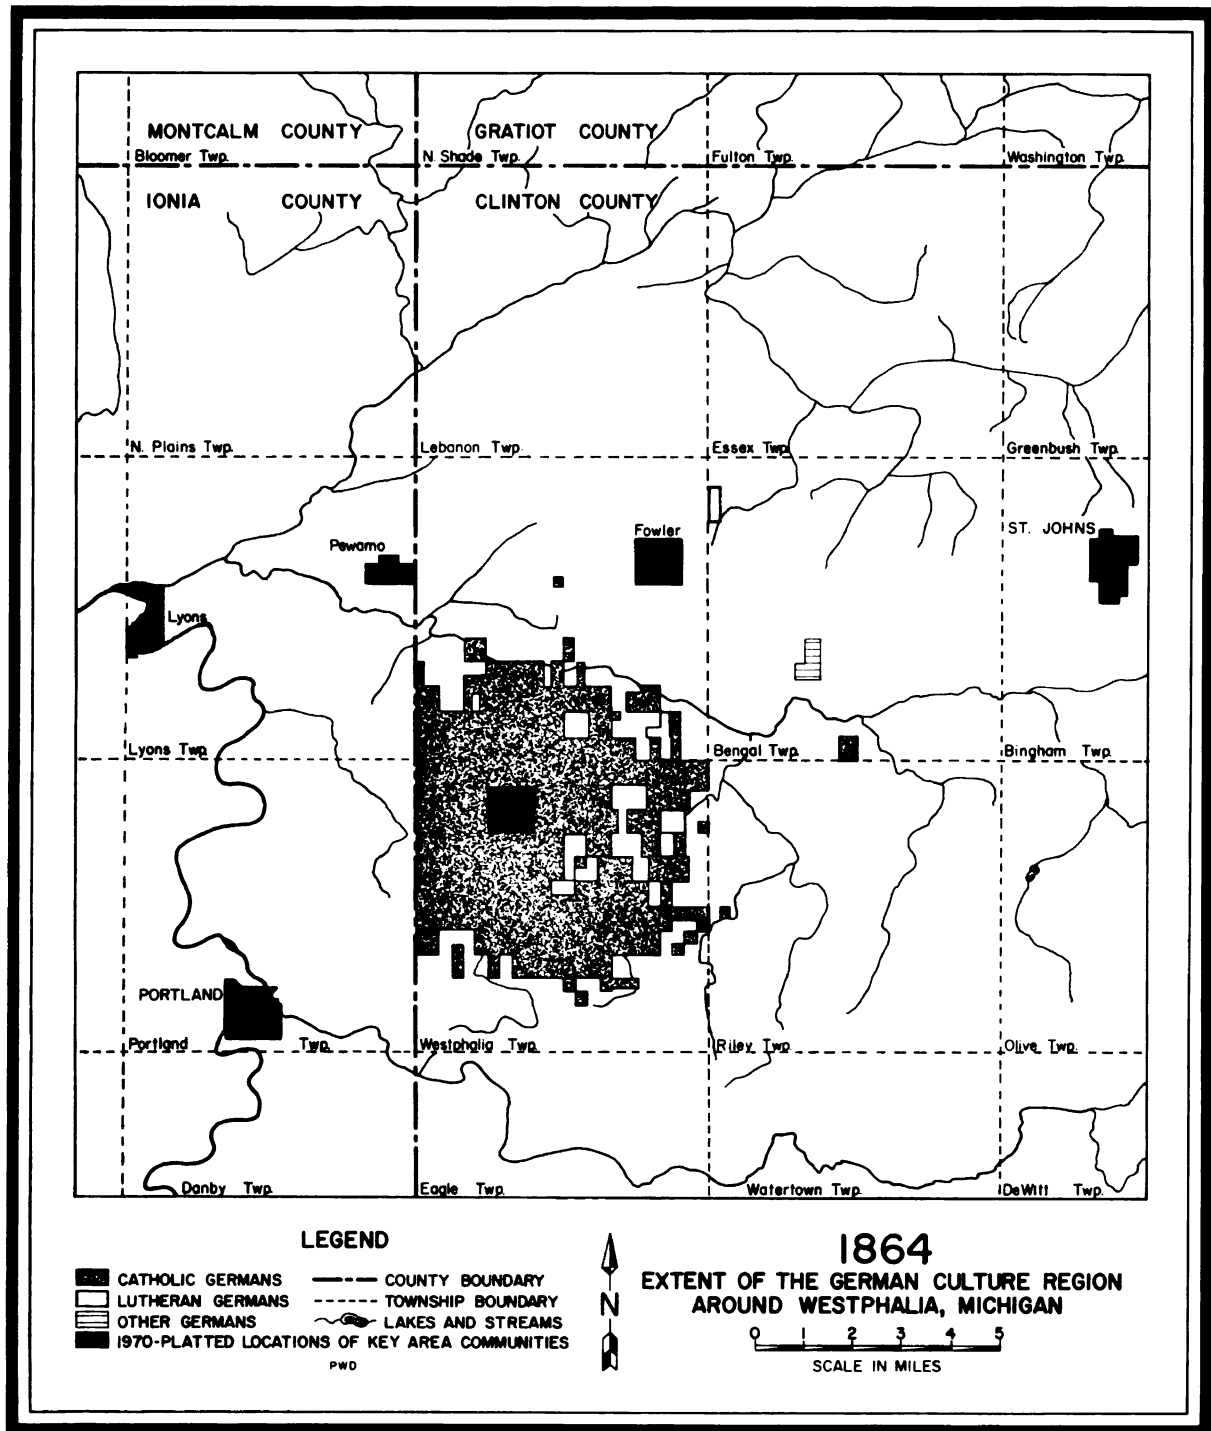 MONTCALM COUNTY
GRATIOT COUNTY
Bloomer Twp.
N. Shade Twp.
Fulton Twp.
Washington Twp.
IONIA COUNTY
CLINTON COUNTY
N. Plains Twp.
Lebanon Twp.
Essex Twp.
Greenbush Twp.
Pewamo
Fowler
ST. JOHNS
Lyons
Lyons Twp.
Bengal Twp.
Bingham Twp.
PORTLAND
Portland Twp.
Westphalia Twp.
Riley Twp.
Olive Twp.
Danby Twp.
Eagle Twp.
Watertown Twp.
DeWitt Twp.
LEGEND
CATHOLIC GERMANS
LUTHERAN GERMANS
OTHER GERMANS
1970-PLATTED LOCATIONS OF KEY AREA COMMUNITIES
COUNTY BOUNDARY
TOWNSHIP BOUNDARY
LAKES AND STREAMS
PWD
N
1864
EXTENT OF THE GERMAN CULTURE REGION
AROUND WESTPHALIA, MICHIGAN
0 1 2 3 4 5
SCALE IN MILES